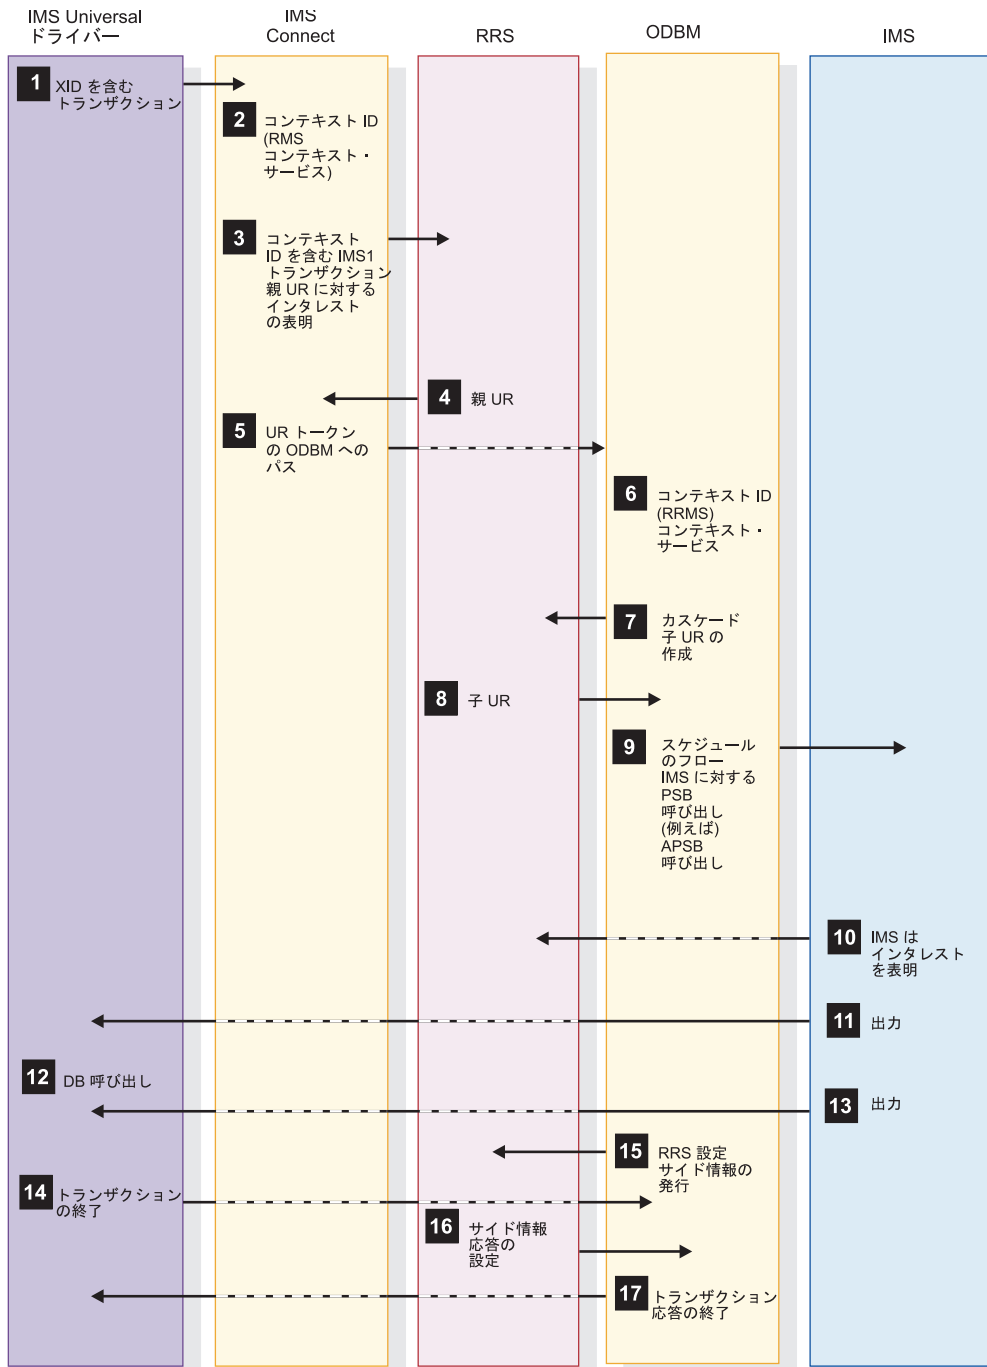 IMS Universal
ドライバー
IMS
Connect
RRS
ODBM
IMS
1 XID を含む
トランザクション
2 コンテキスト ID
(RMS
コンテキスト・
サービス)
3 コンテキスト
ID を含む IMS1
トランザクション
親 UR に対する
インタレスト
の表明
4 親 UR
5 UR トークン
の ODBM への
パス
6 コンテキスト ID
(RRMS)
コンテキスト・
サービス
7 カスケード
子 UR の
作成
8 子 UR
9 スケジュール
のフロー
IMS に対する
PSB
呼び出し
(例えば)
APSB
呼び出し
10 IMS は
インタレスト
を表明
11 出力
12 DB 呼び出し
13 出力
15 RRS 設定
サイド情報の
発行
14 トランザクション
の終了
16 サイド情報
応答の
設定
17 トランザクション
応答の終了